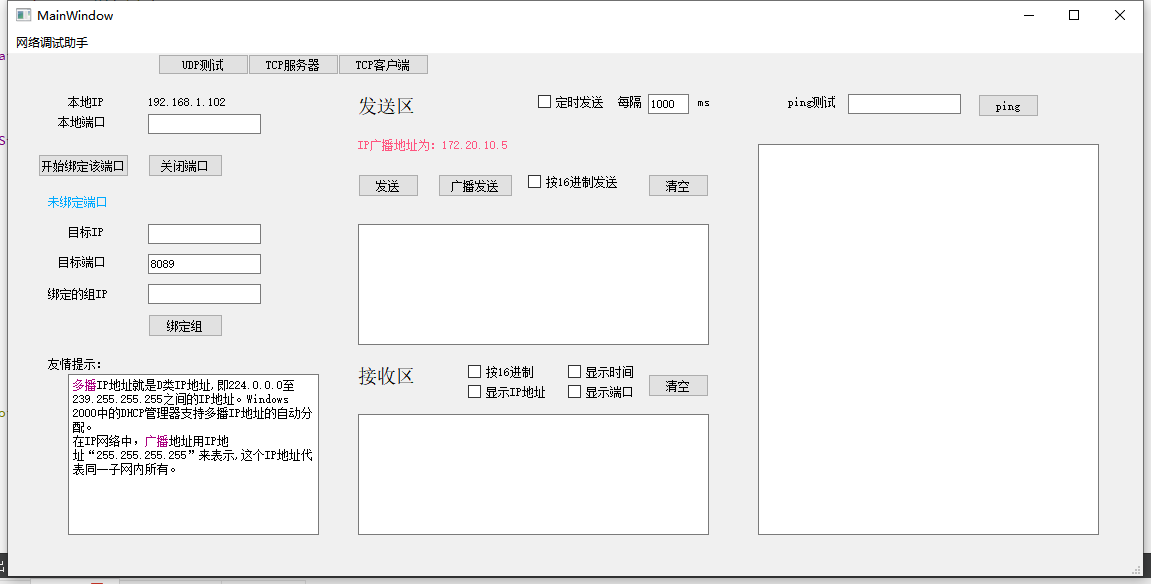 MainWindow
网络调试助手
UDP测试 TCP服务器 TCP客户端
本地IP 192.168.1.102
本地端口
开始绑定该端口 关闭端口
未绑定端口
目标IP
目标端口 8089
绑定的组IP
绑定组
友情提示:
多播IP地址就是D类IP地址,即224.0.0.0至
239.255.255.255之间的IP地址。Windows
2000中的DHCP管理器支持多播IP地址的自动分
配。
在IP网络中，广播地址用IP地
址“255.255.255.255”来表示,这个IP地址代
表同一子网内所有。
发送区 定时发送 每隔 1000 ms
IP广播地址为: 172.20.10.5
发送 广播发送 按16进制发送 清空
接收区 按16进制 显示时间
显示IP地址 显示端口 清空
ping测试 ping